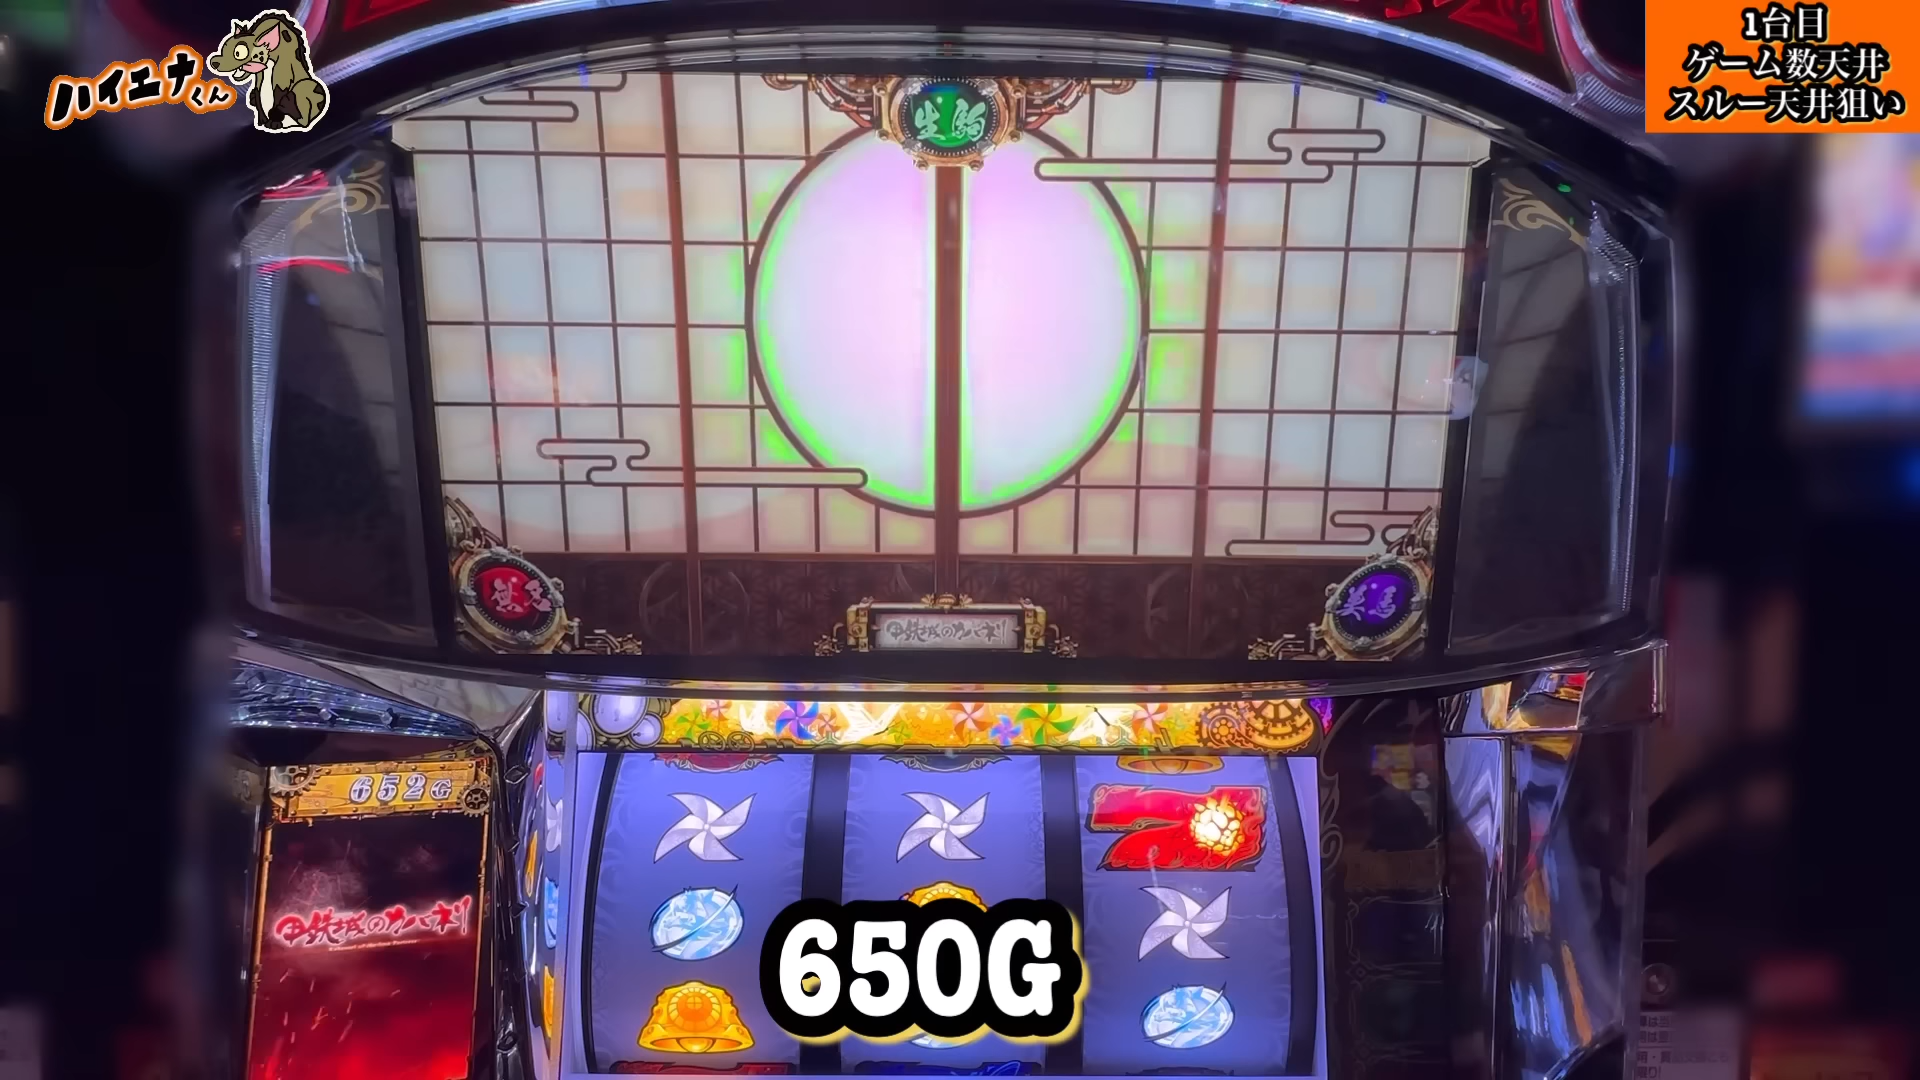 ハイエナくん
1台目
ゲーム数天井
スルー天井狙い
生駒
無名
美馬
甲鉄城のカバネリ
652G
甲鉄城のカバネリ
650G